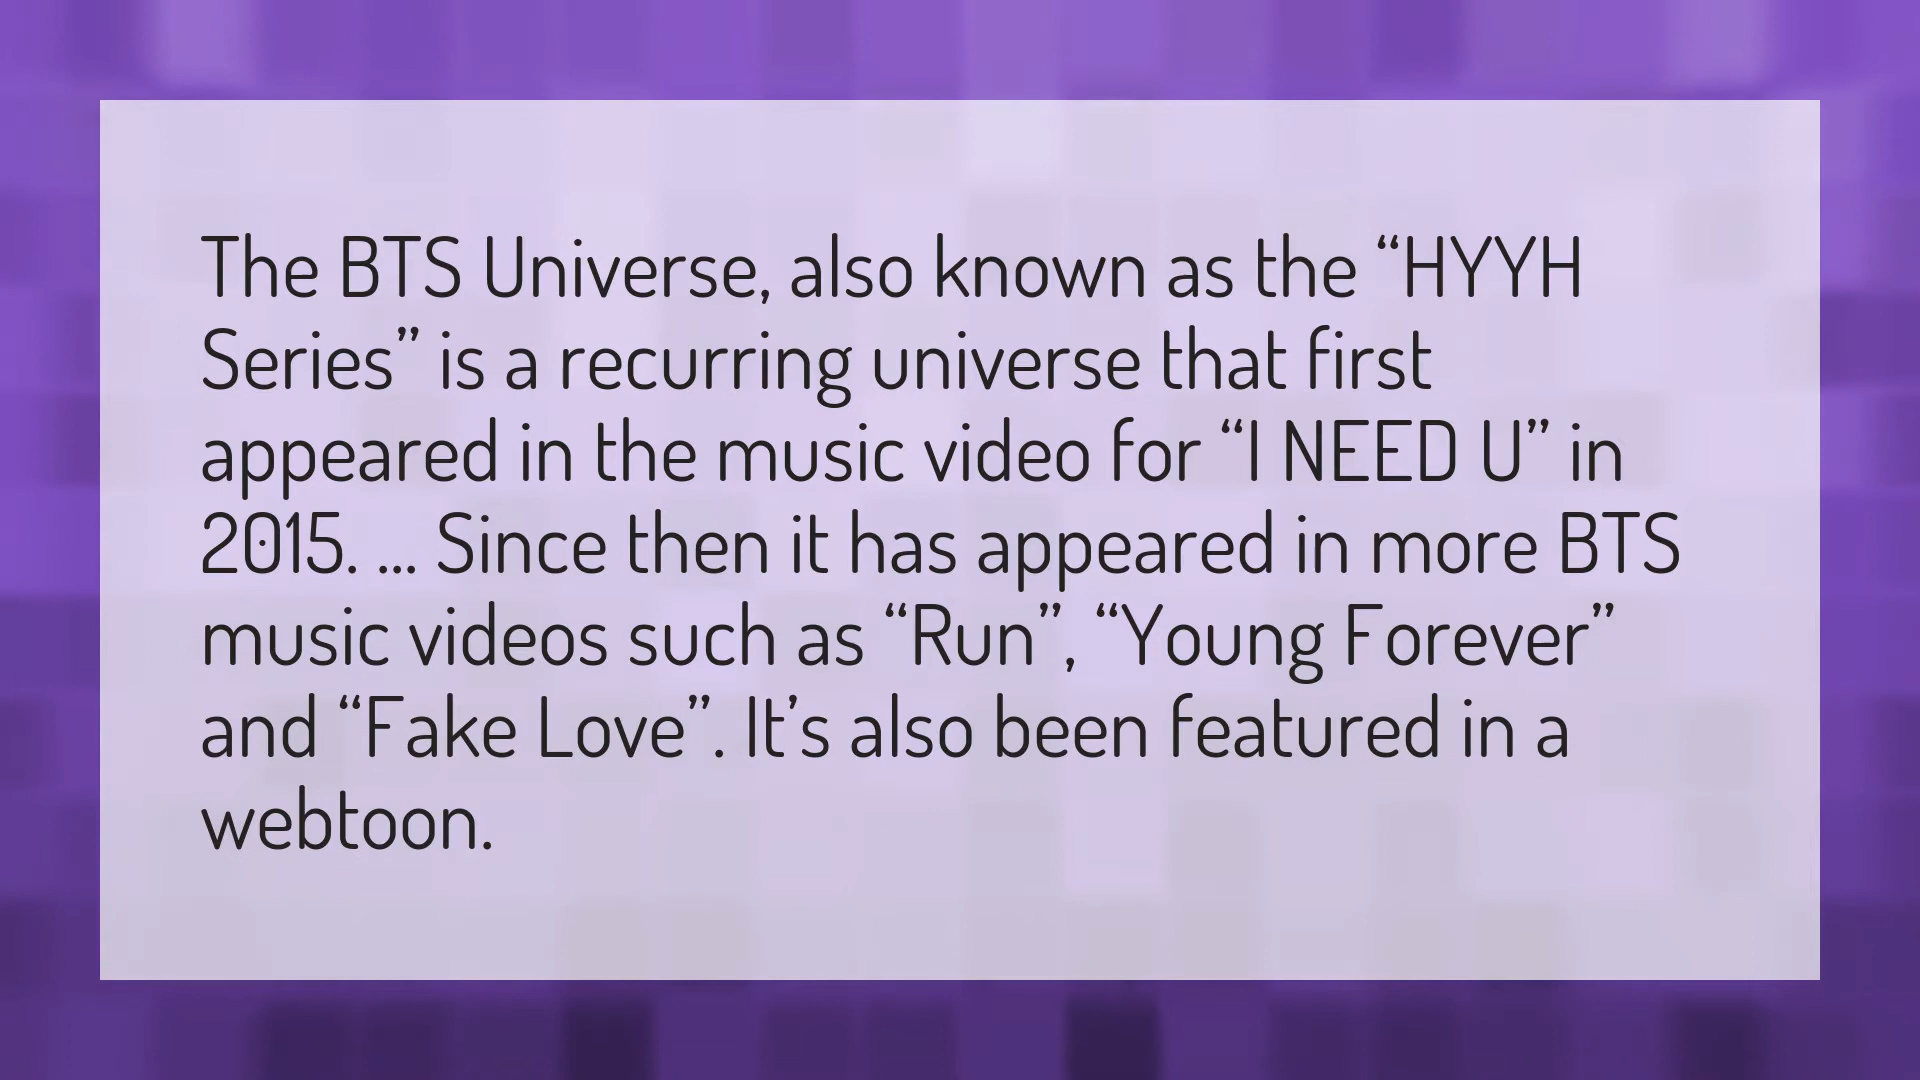 The BTS Universe, also known as the “HYYH
Series” is a recurring universe that first
appeared in the music video for “I NEED U” in
2015. ... Since then it has appeared in more BTS
music videos such as “Run”, “Young Forever”
and “Fake Love”. It’s also been featured in a
webtoon.